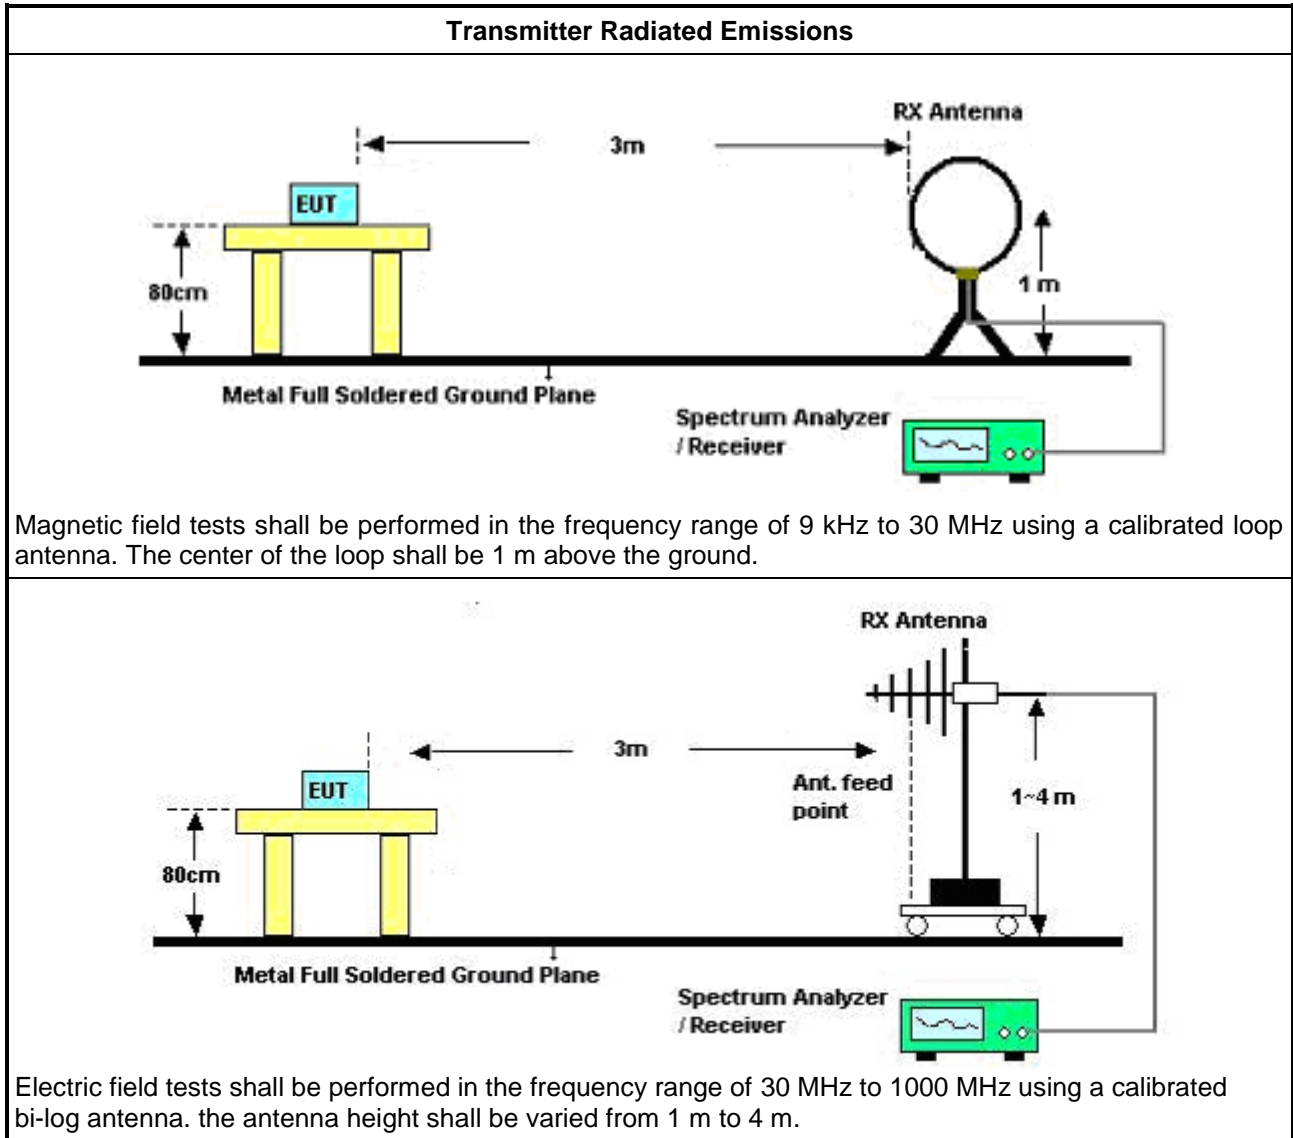 Transmitter Radiated Emissions
RX Antenna
3m
EUT
80cm
1 m
Metal Full Soldered Ground Plane
Spectrum Analyzer
/ Receiver
Magnetic field tests shall be performed in the frequency range of 9 kHz to 30 MHz using a calibrated loop
antenna. The center of the loop shall be 1 m above the ground.
RX Antenna
3m
EUT
Ant. feed
point
1~4 m
80cm
Metal Full Soldered Ground Plane
Spectrum Analyzer
/ Receiver
Electric field tests shall be performed in the frequency range of 30 MHz to 1000 MHz using a calibrated
bi-log antenna. the antenna height shall be varied from 1 m to 4 m.